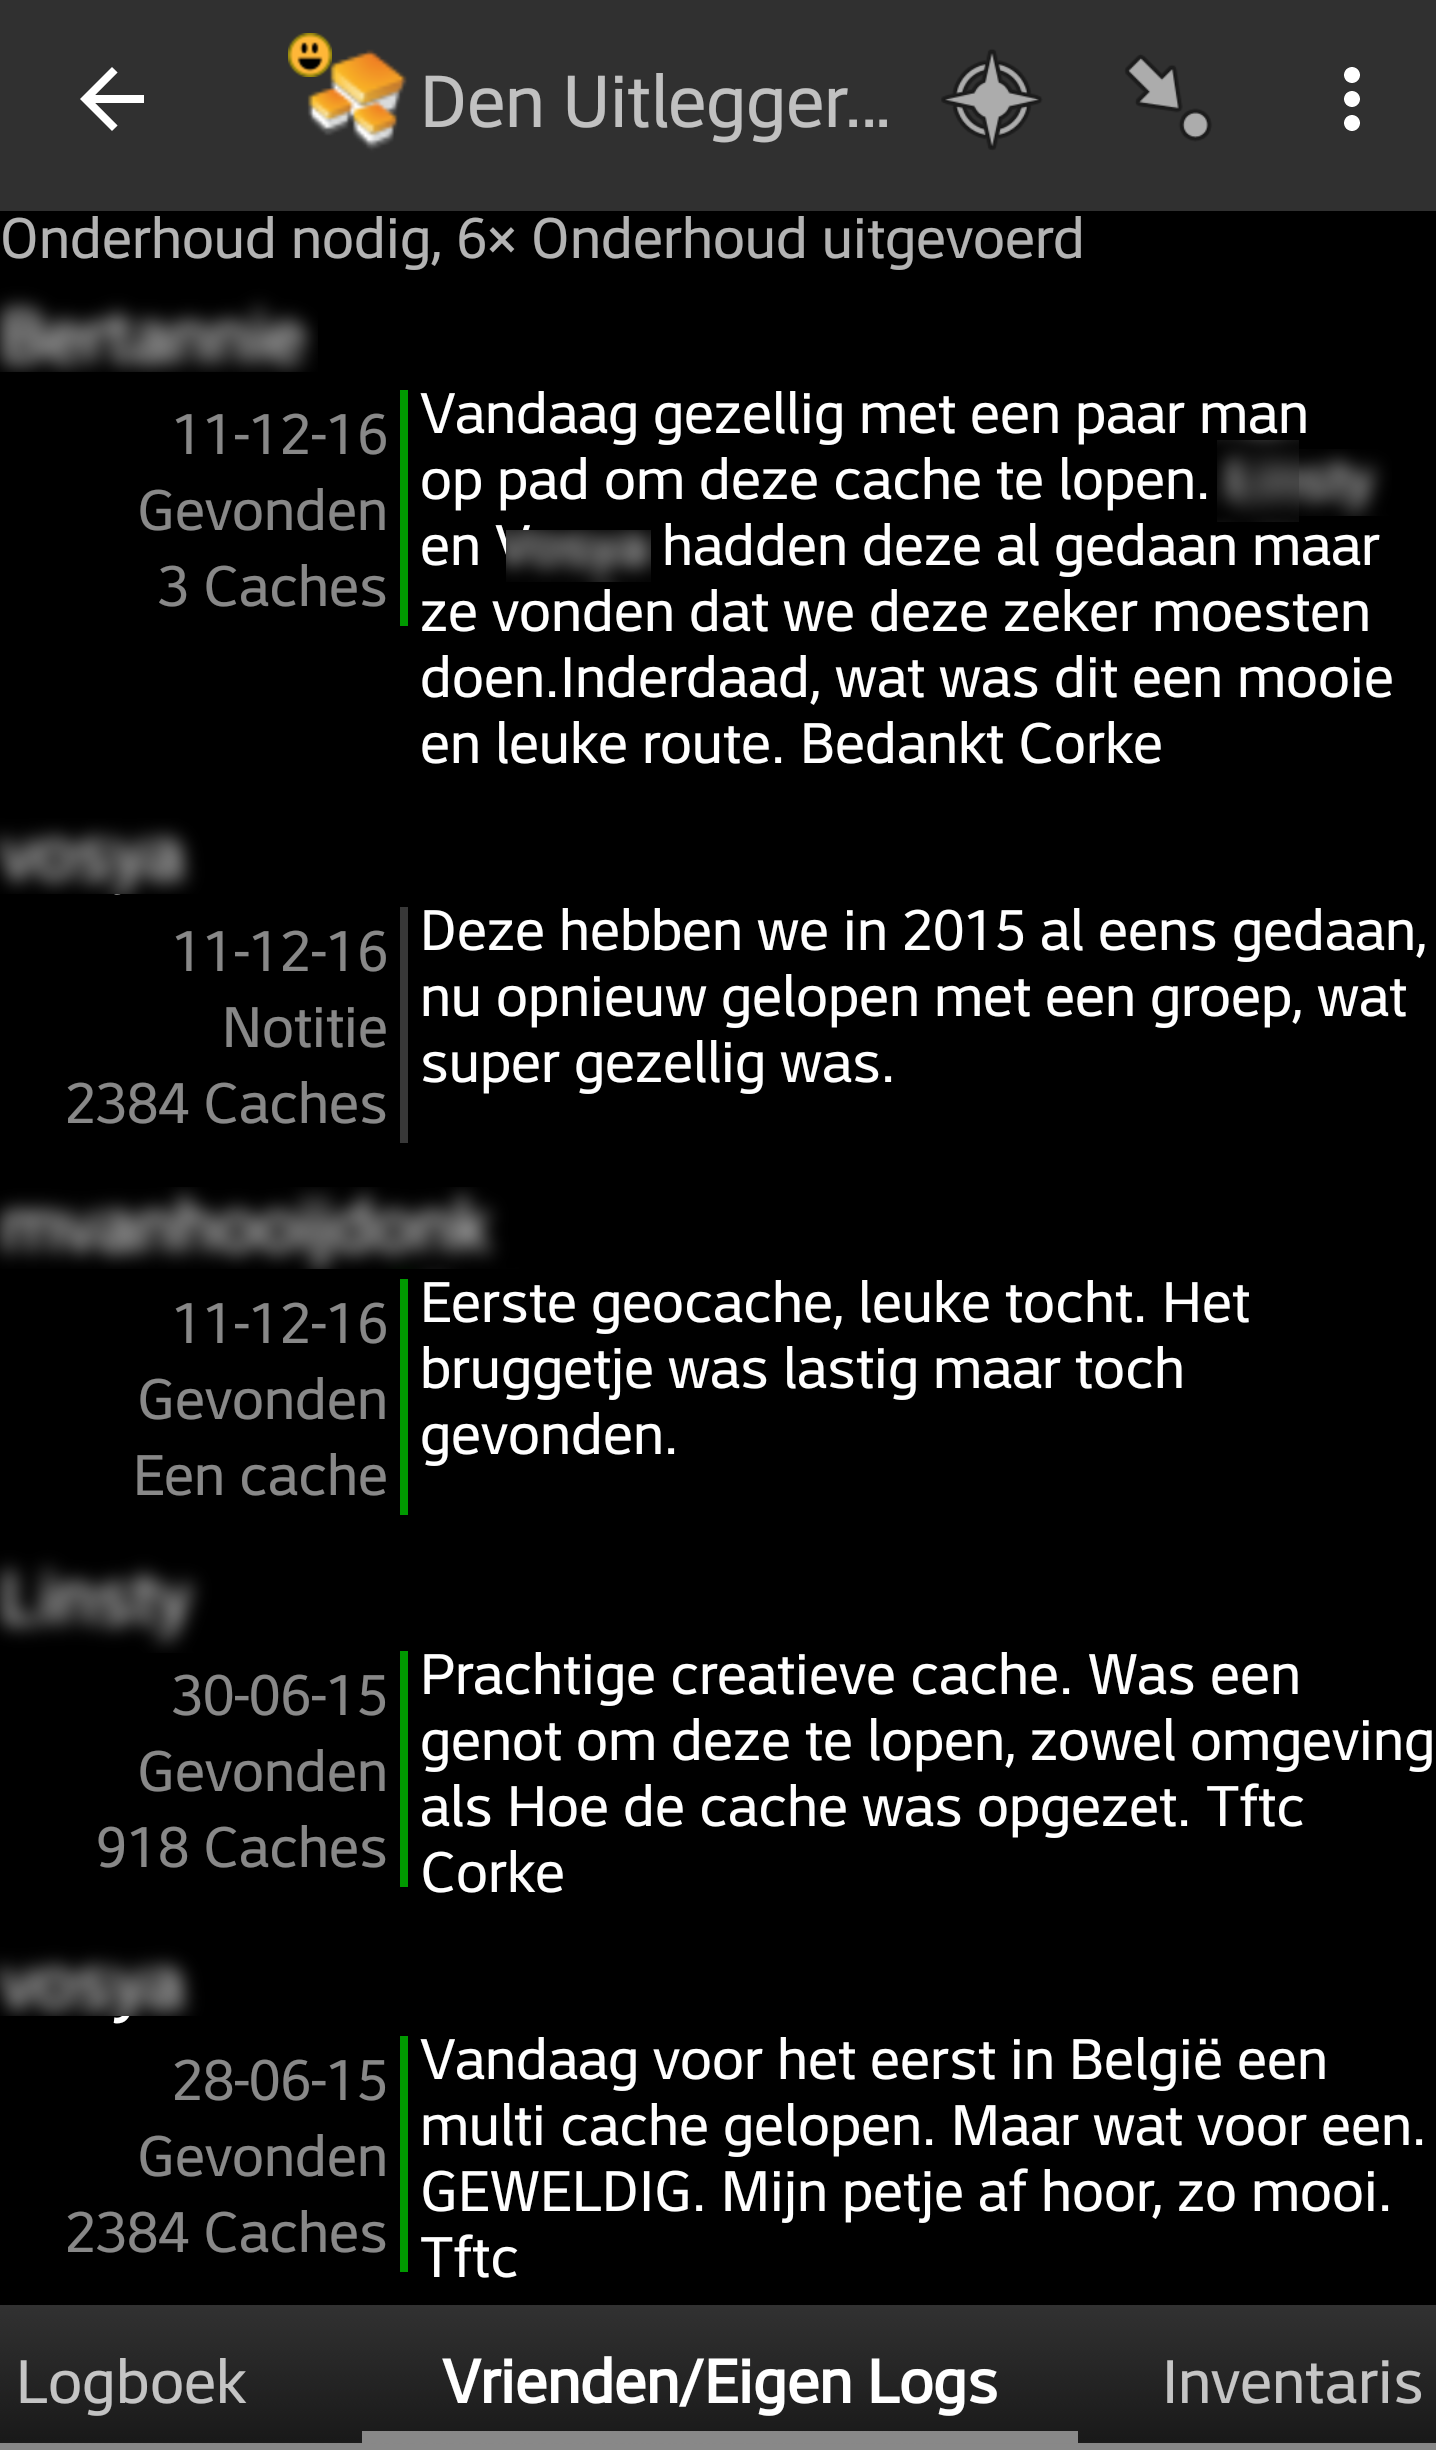 Den Uitlegger...
Onderhoud nodig, 6× Onderhoud uitgevoerd
11-12-16
Gevonden
3 Caches
Vandaag gezellig met een paar man
op pad om deze cache te lopen.
en hadden deze al gedaan maar
ze vonden dat we deze zeker moesten
doen.Inderdaad, wat was dit een mooie
en leuke route. Bedankt Corke
11-12-16
Notitie
2384 Caches
Deze hebben we in 2015 al eens gedaan,
nu opnieuw gelopen met een groep, wat
super gezellig was.
11-12-16
Gevonden
Een cache
Eerste geocache, leuke tocht. Het
bruggetje was lastig maar toch
gevonden.
30-06-15
Gevonden
918 Caches
Prachtige creatieve cache. Was een
genot om deze te lopen, zowel omgeving
als Hoe de cache was opgezet. Tftc
Corke
28-06-15
Gevonden
2384 Caches
Vandaag voor het eerst in België een
multi cache gelopen. Maar wat voor een.
GEWELDIG. Mijn petje af hoor, zo mooi.
Tftc
Logboek
Vrienden/Eigen Logs
Inventaris